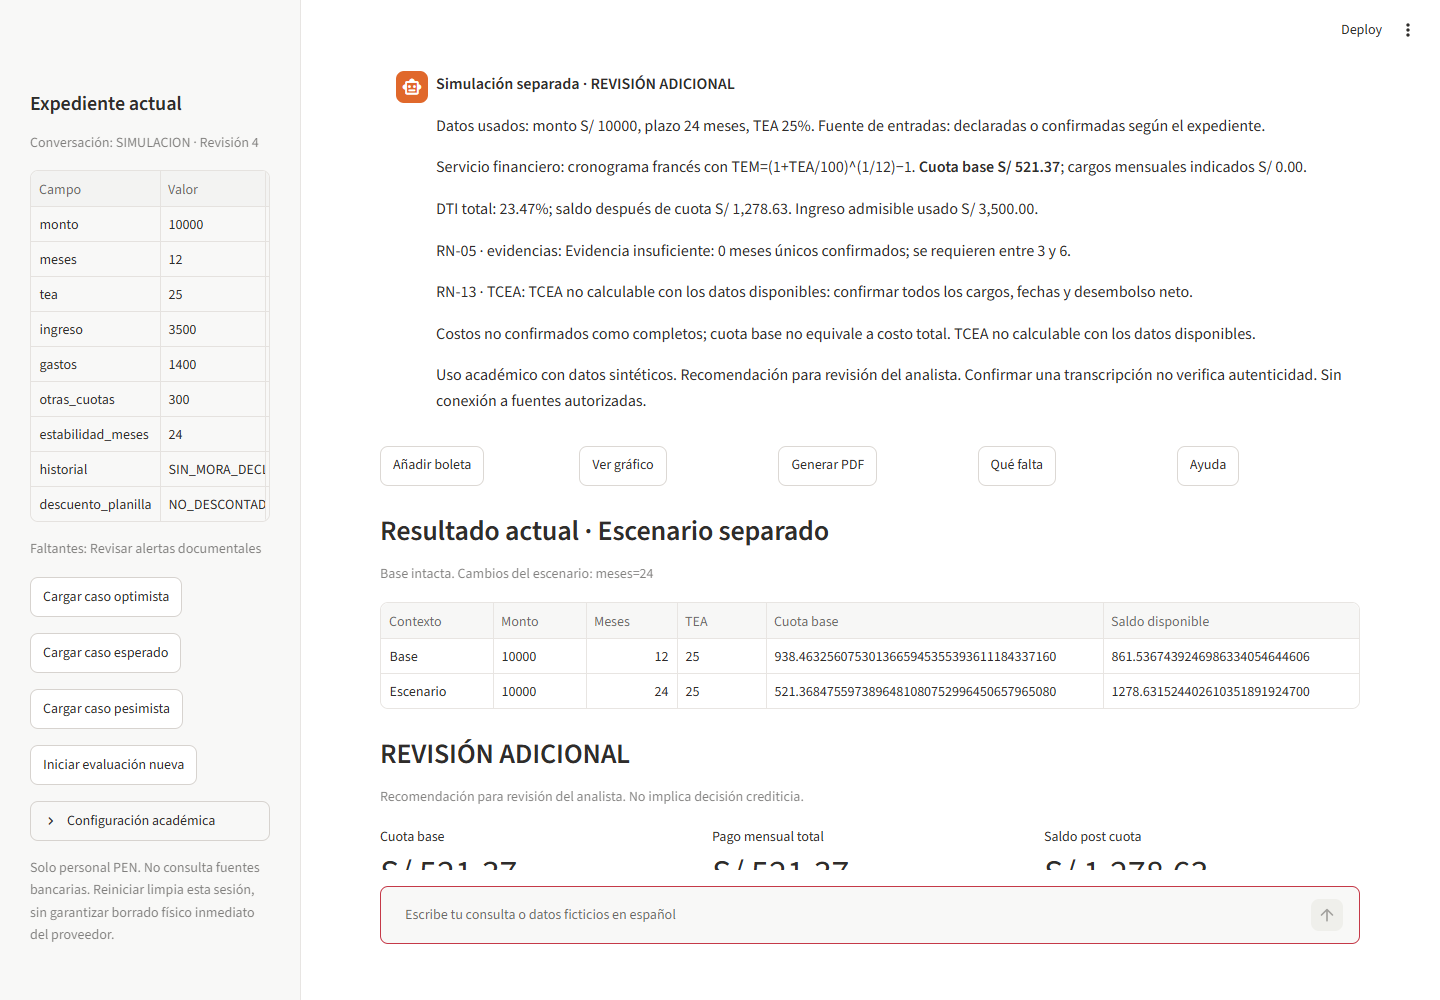 Deploy
Expediente actual
Conversación: SIMULACION · Revisión 4
Campo Valor
monto 10000
meses 12
tea 25
ingreso 3500
gastos 1400
otras_cuotas 300
estabilidad_meses 24
historial SIN_MORA_DECL
descuento_planilla NO_DESCONTAD
Faltantes: Revisar alertas documentales
Cargar caso optimista
Cargar caso esperado
Cargar caso pesimista
Iniciar evaluación nueva
Configuración académica
Solo personal PEN. No consulta fuentes
bancarias. Reiniciar limpia esta sesión,
sin garantizar borrado físico inmediato
del proveedor.
Simulación separada · REVISIÓN ADICIONAL
Datos usados: monto S/ 10000, plazo 24 meses, TEA 25%. Fuente de entradas: declaradas o confirmadas según el expediente.
Servicio financiero: cronograma francés con TEM=(1+TEA/100)^(1/12)−1. Cuota base S/ 521.37; cargos mensuales indicados S/ 0.00.
DTI total: 23.47%; saldo después de cuota S/ 1,278.63. Ingreso admisible usado S/ 3,500.00.
RN-05 · evidencias: Evidencia insuficiente: 0 meses únicos confirmados; se requieren entre 3 y 6.
RN-13 · TCEA: TCEA no calculable con los datos disponibles: confirmar todos los cargos, fechas y desembolso neto.
Costos no confirmados como completos; cuota base no equivale a costo total. TCEA no calculable con los datos disponibles.
Uso académico con datos sintéticos. Recomendación para revisión del analista. Confirmar una transcripción no verifica autenticidad. Sin
conexión a fuentes autorizadas.
Añadir boleta Ver gráfico Generar PDF Qué falta Ayuda
Resultado actual · Escenario separado
Base intacta. Cambios del escenario: meses=24
Contexto Monto Meses TEA Cuota base Saldo disponible
Base 10000 12 25 938.4632560753013665945355393611184337160 861.5367439246986334054644606
Escenario 10000 24 25 521.3684755973896481080752996450657965080 1278.631524402610351891924700
REVISIÓN ADICIONAL
Recomendación para revisión del analista. No implica decisión crediticia.
Cuota base Pago mensual total Saldo post cuota
S/ 521.37 S/ 521.37 S/ 1,278.63
Escribe tu consulta o datos ficticios en español